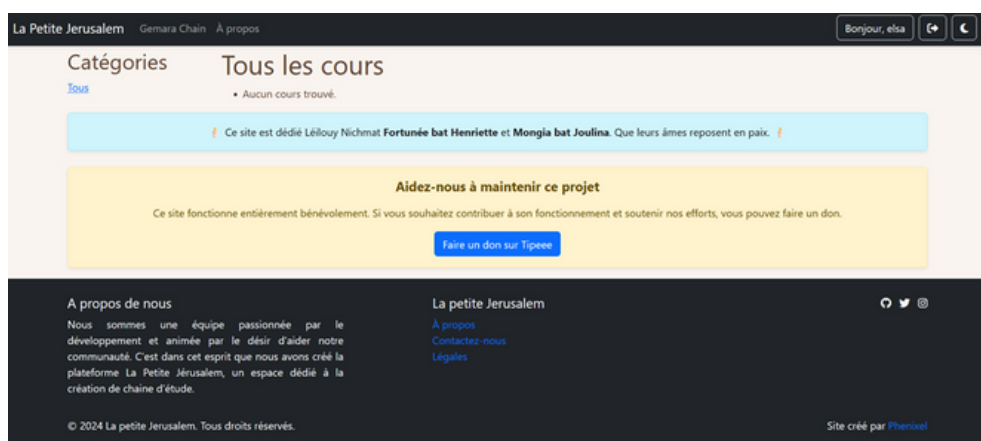 La Petite Jerusalem Gemara Chain À propos Bonjour, elsa
Catégories
Tous
Tous les cours
• Aucun cours trouvé.
Ce site est dédié Léilouy Nichmat Fortunée bat Henriette et Mongia bat Joulina. Que leurs âmes reposent en paix.
Aidez-nous à maintenir ce projet
Ce site fonctionne entièrement bénévolement. Si vous souhaitez contribuer à son fonctionnement et soutenir nos efforts, vous pouvez faire un don.
Faire un don sur Tipeee
A propos de nous
Nous sommes une équipe passionnée par le
développement et animée par le désir d'aider notre
communauté. C'est dans cet esprit que nous avons créé la
plateforme La Petite Jérusalem, un espace dédié à la
création de chaine d'étude.
La petite Jerusalem
À propos
Contactez-nous
Légales
© 2024 La petite Jerusalem. Tous droits réservés.
Site créé par Phenixel